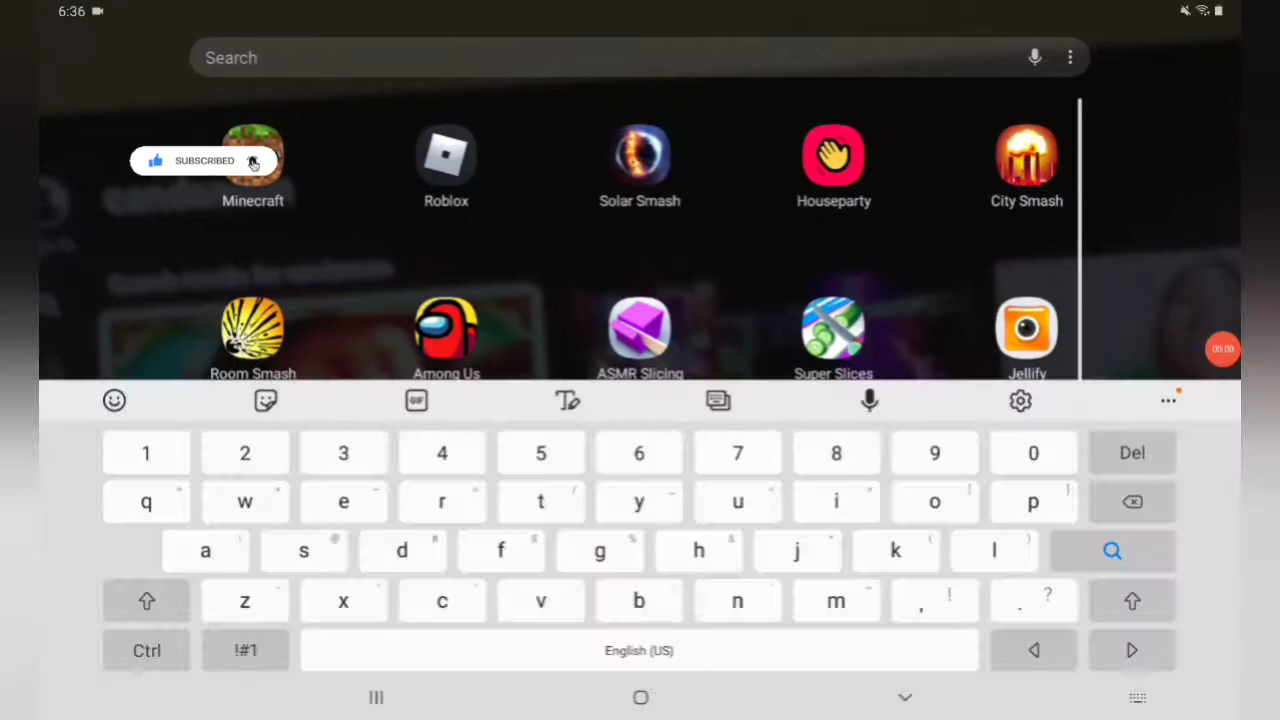 6:36
Search
SUBSCRIBED
Minecraft Roblox Solar Smash Houseparty City Smash
Room Smash Among Us ASMR Slicing Super Slices Jellify
00:00
GIF
1 2 3 4 5 6 7 8 9 0 Del
q w e r t y u i o p
a s d f g h j k l
z x c v b n m , ! . ?
Ctrl !#1 English (US)